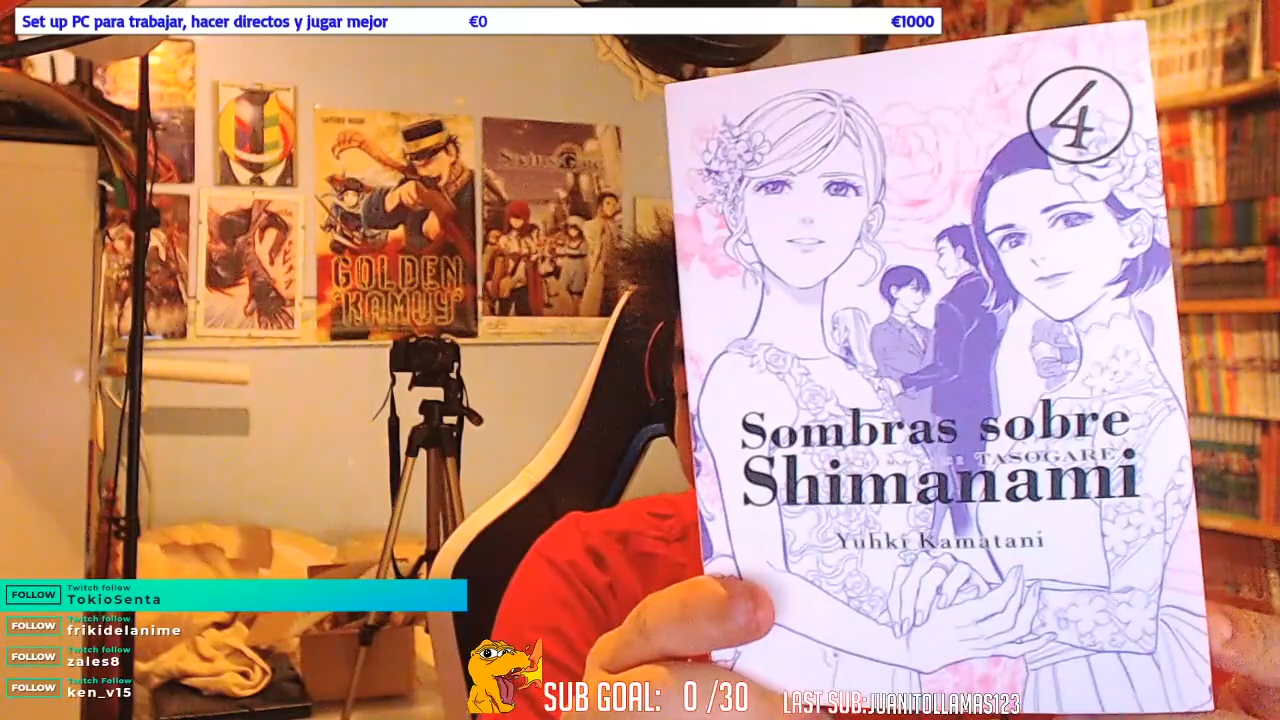 Set up PC para trabajar, hacer directos y jugar mejor €0 €1000
4
GOLDEN
KAMUY
Sombras sobre
TASOGARE
Shimanami
Yuhki Kamatani
FOLLOW Twitch follow
TokioSenta
FOLLOW Twitch follow
frikidelanime
FOLLOW Twitch follow
zales8
FOLLOW Twitch follow
ken_v15
SUB GOAL: 0 /30
LAST SUB:JUANITOLLAMAS123